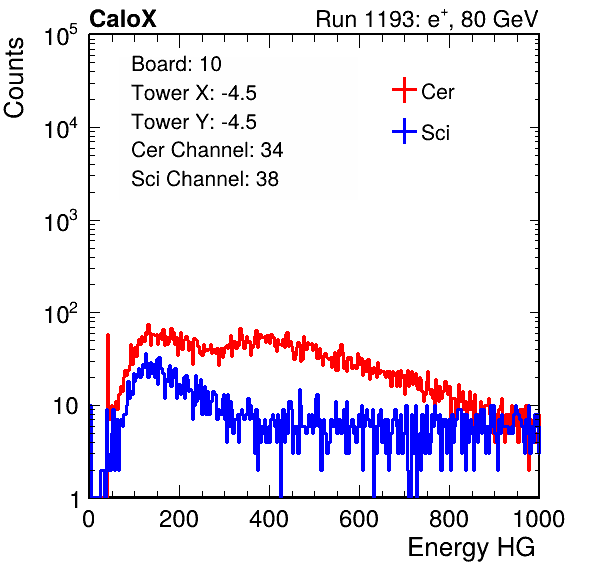 CaloX Run 1193: e⁺, 80 GeV
Counts
10⁵
10⁴
10³
10²
10
1
Board: 10
Tower X: -4.5
Tower Y: -4.5
Cer Channel: 34
Sci Channel: 38
Cer
Sci
0 200 400 600 800 1000
Energy HG